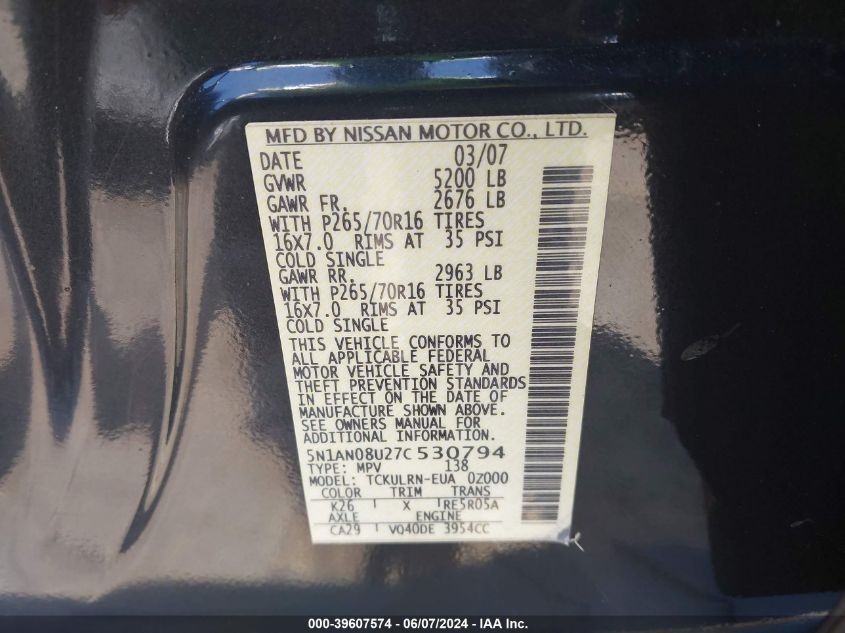 MFD BY NISSAN MOTOR CO., LTD.
DATE 03/07
GVWR 5200 LB
GAWR FR. 2676 LB
WITH P265/70R16 TIRES
16X7.0 RIMS AT 35 PSI
COLD SINGLE
GAWR RR. 2963 LB
WITH P265/70R16 TIRES
16X7.0 RIMS AT 35 PSI
COLD SINGLE
THIS VEHICLE CONFORMS TO
ALL APPLICABLE FEDERAL
MOTOR VEHICLE SAFETY AND
THEFT PREVENTION STANDARDS
IN EFFECT ON THE DATE OF
MANUFACTURE SHOWN ABOVE.
SEE OWNERS MANUAL FOR
ADDITIONAL INFORMATION.
5N1AN08U27C530794
TYPE: MPV 138
MODEL: TCKULRN-EUA 0Z000
COLOR TRIM TRANS
K26 X RE5R05A
AXLE ENGINE
CA29 VQ40DE 3954CC
000-39607574 | 06/07/2024 | IAA Inc.